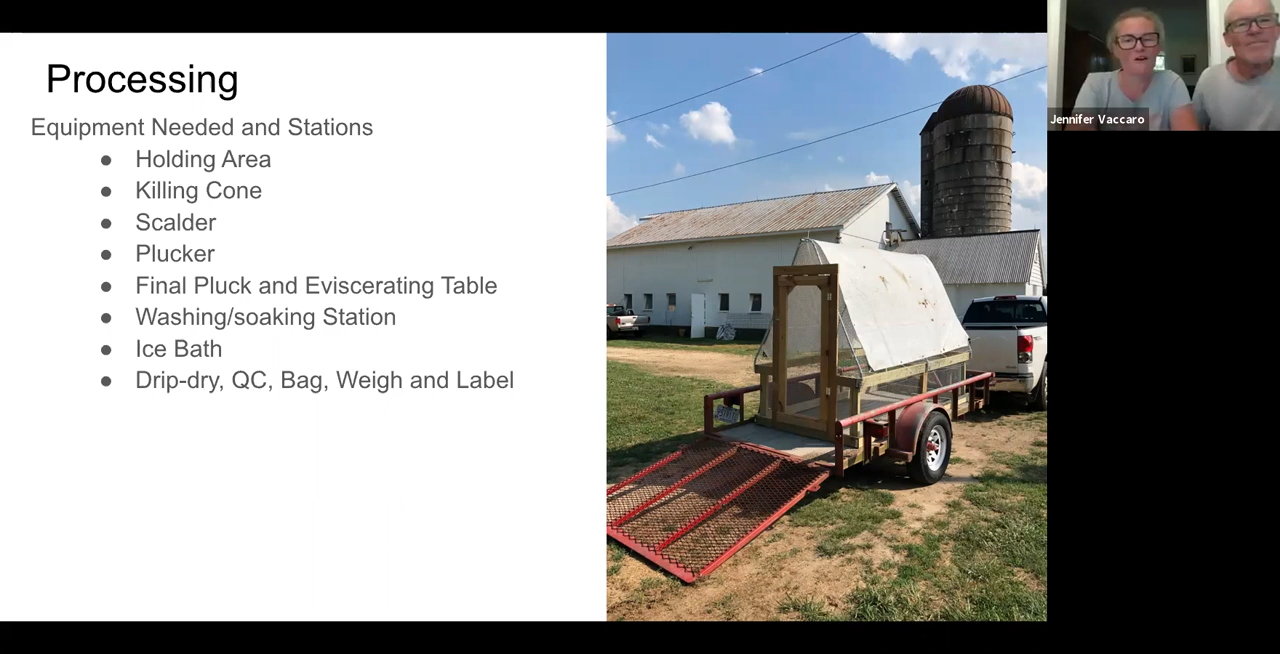 Processing
Equipment Needed and Stations
● Holding Area
● Killing Cone
● Scalder
● Plucker
● Final Pluck and Eviscerating Table
● Washing/soaking Station
● Ice Bath
● Drip-dry, QC, Bag, Weigh and Label
Jennifer Vaccaro